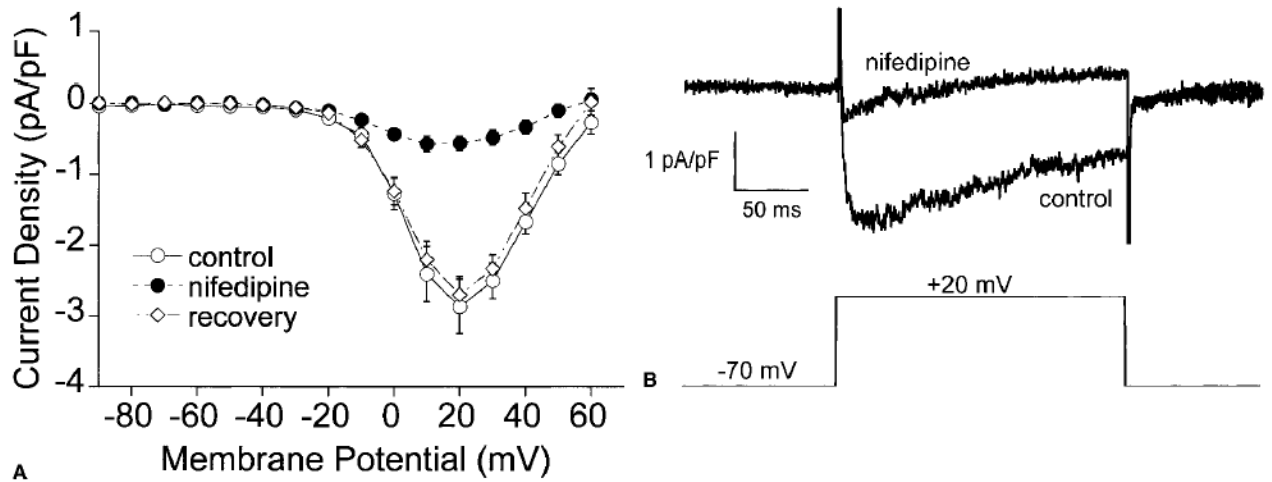 1
0
-1
-2
-3
-4
Current Density (pA/pF)
control
nifedipine
recovery
-80 -60 -40 -20 0 20 40 60
Membrane Potential (mV)
A
nifedipine
1 pA/pF
50 ms
control
+20 mV
-70 mV
B